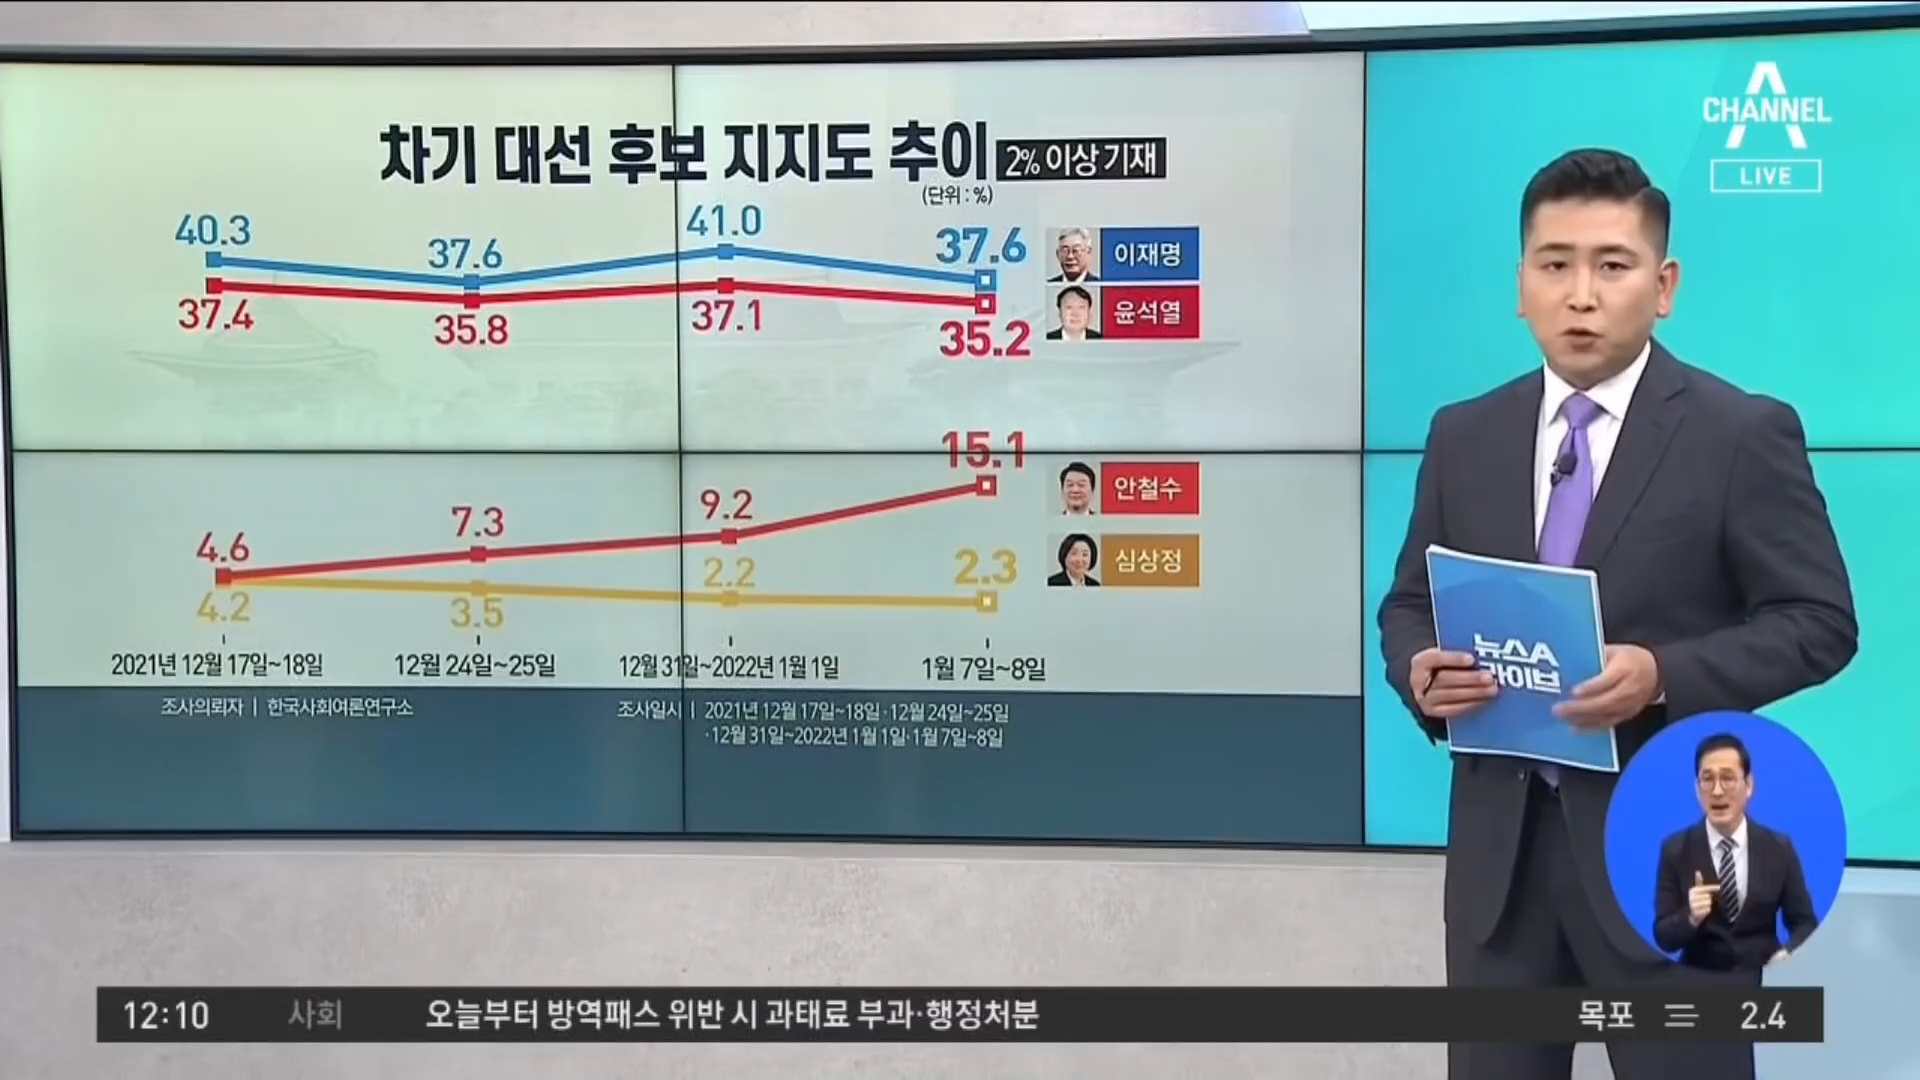 차기 대선 후보 지지도 추이 2% 이상 기재
(단위 : %)
CHANNEL A
LIVE
40.3 37.6 41.0 37.6 이재명
37.4 35.8 37.1 35.2 윤석열
4.6 7.3 9.2 15.1 안철수
4.2 3.5 2.2 2.3 심상정
2021년 12월 17일~18일 12월 24일~25일 12월 31일~2022년 1월 1일 1월 7일~8일
조사의뢰자 | 한국사회여론연구소
조사일시 | 2021년 12월 17일~18일·12월 24일~25일
·12월 31일~2022년 1월 1일·1월 7일~8일
뉴스A
라이브
12:10 사회 오늘부터 방역패스 위반 시 과태료 부과·행정처분 목포 2.4